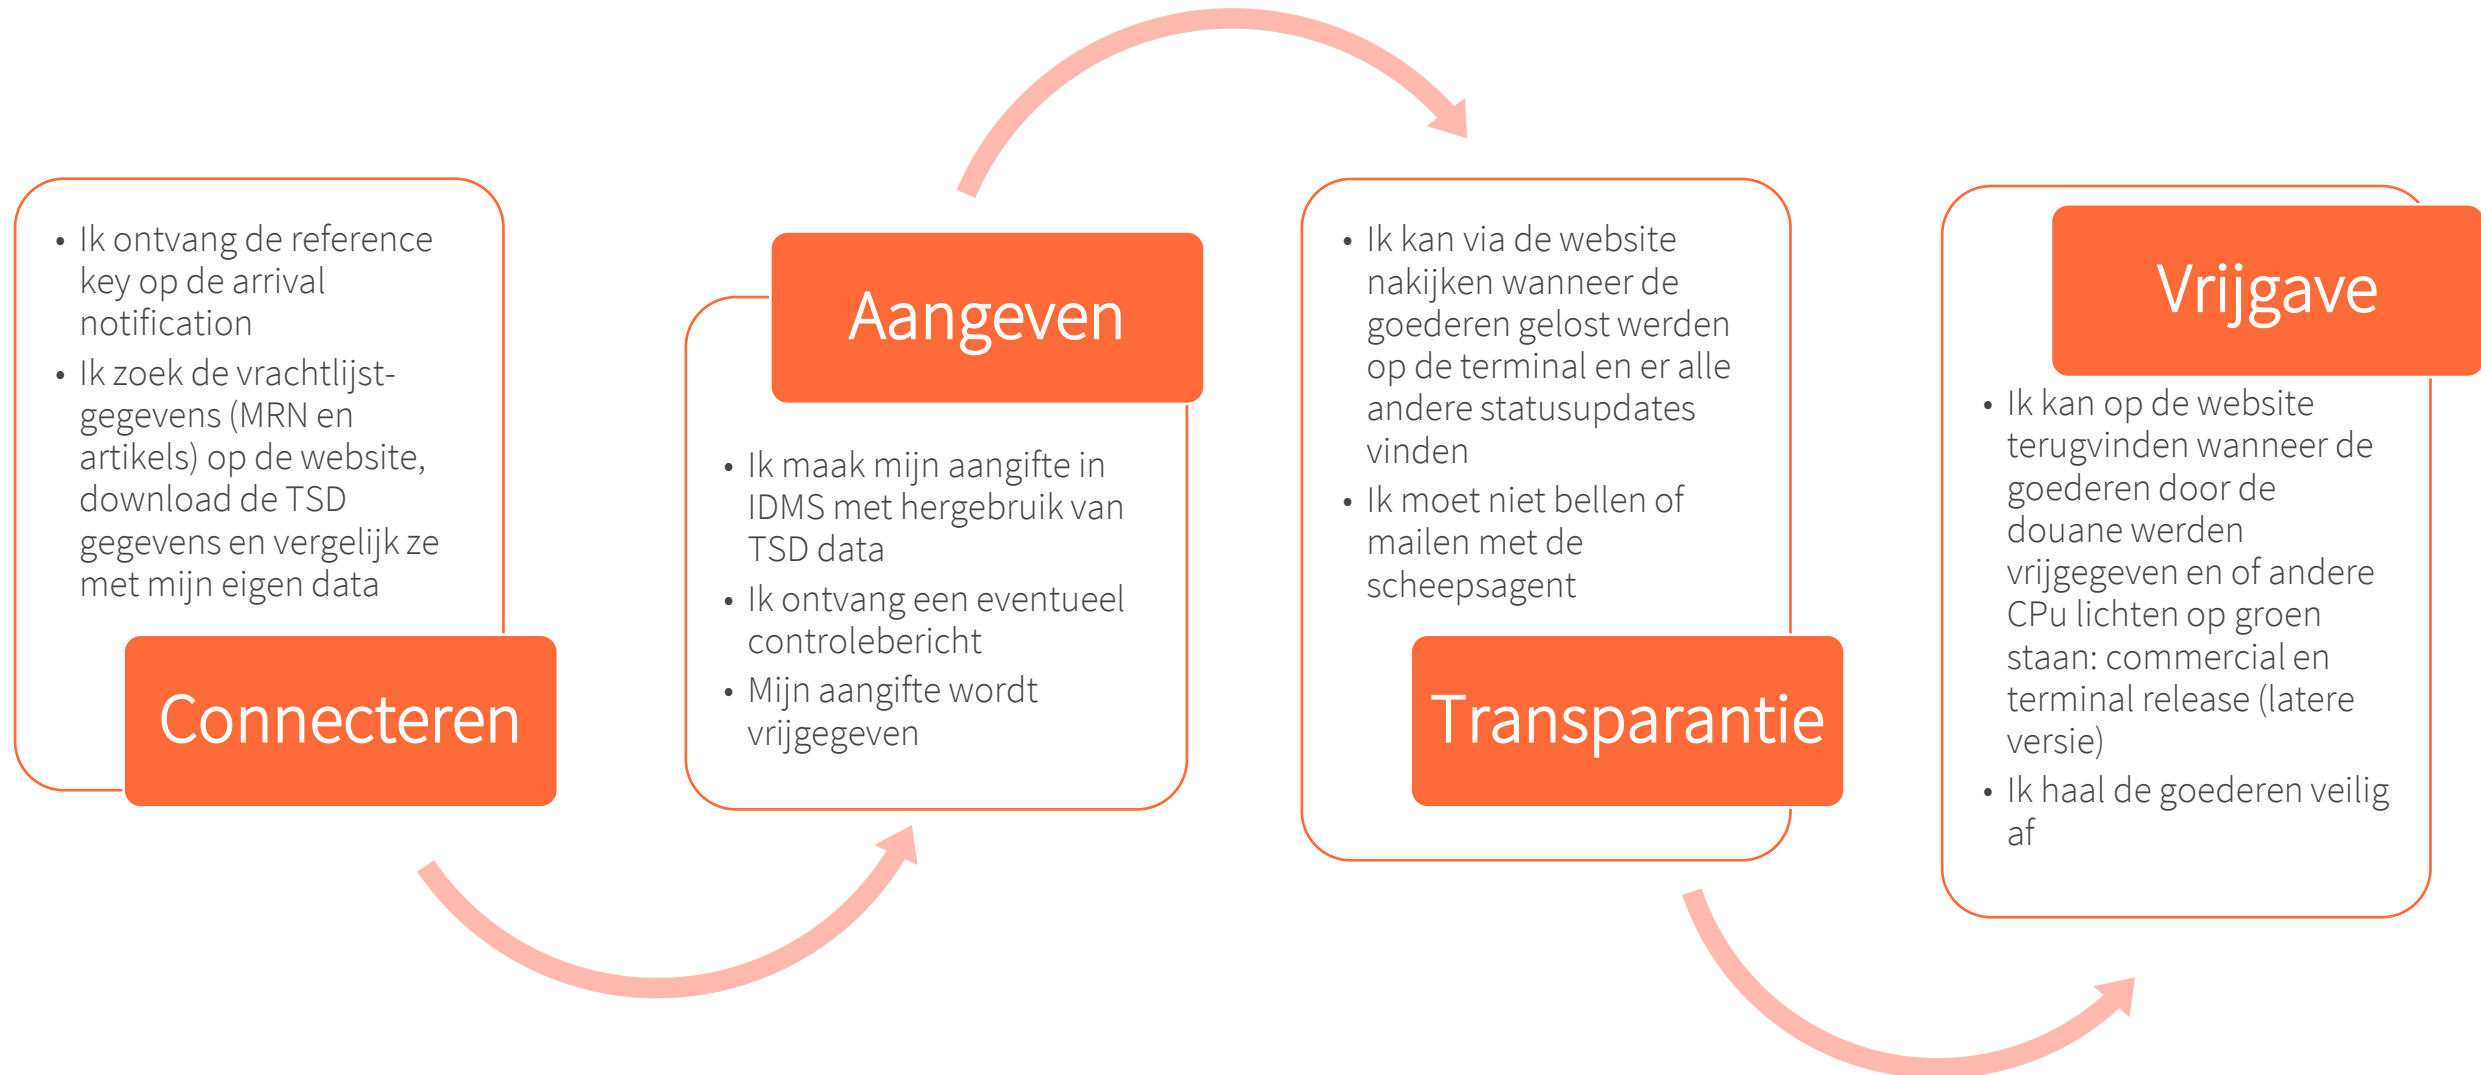 • Ik ontvang de reference
key op de arrival
notification
• Ik zoek de vrachtlijst-
gegevens (MRN en
artikels) op de website,
download de TSD
gegevens en vergelijk ze
met mijn eigen data
Connecteren
Aangeven
• Ik maak mijn aangifte in
IDMS met hergebruik van
TSD data
• Ik ontvang een eventueel
controlebericht
• Mijn aangifte wordt
vrijgegeven
• Ik kan via de website
nakijken wanneer de
goederen gelost werden
op de terminal en er alle
andere statusupdates
vinden
• Ik moet niet bellen of
mailen met de
scheepsagent
Transparantie
Vrijgave
• Ik kan op de website
terugvinden wanneer de
goederen door de
douane werden
vrijgegeven en of andere
CPu lichten op groen
staan: commercial en
terminal release (latere
versie)
• Ik haal de goederen veilig
af